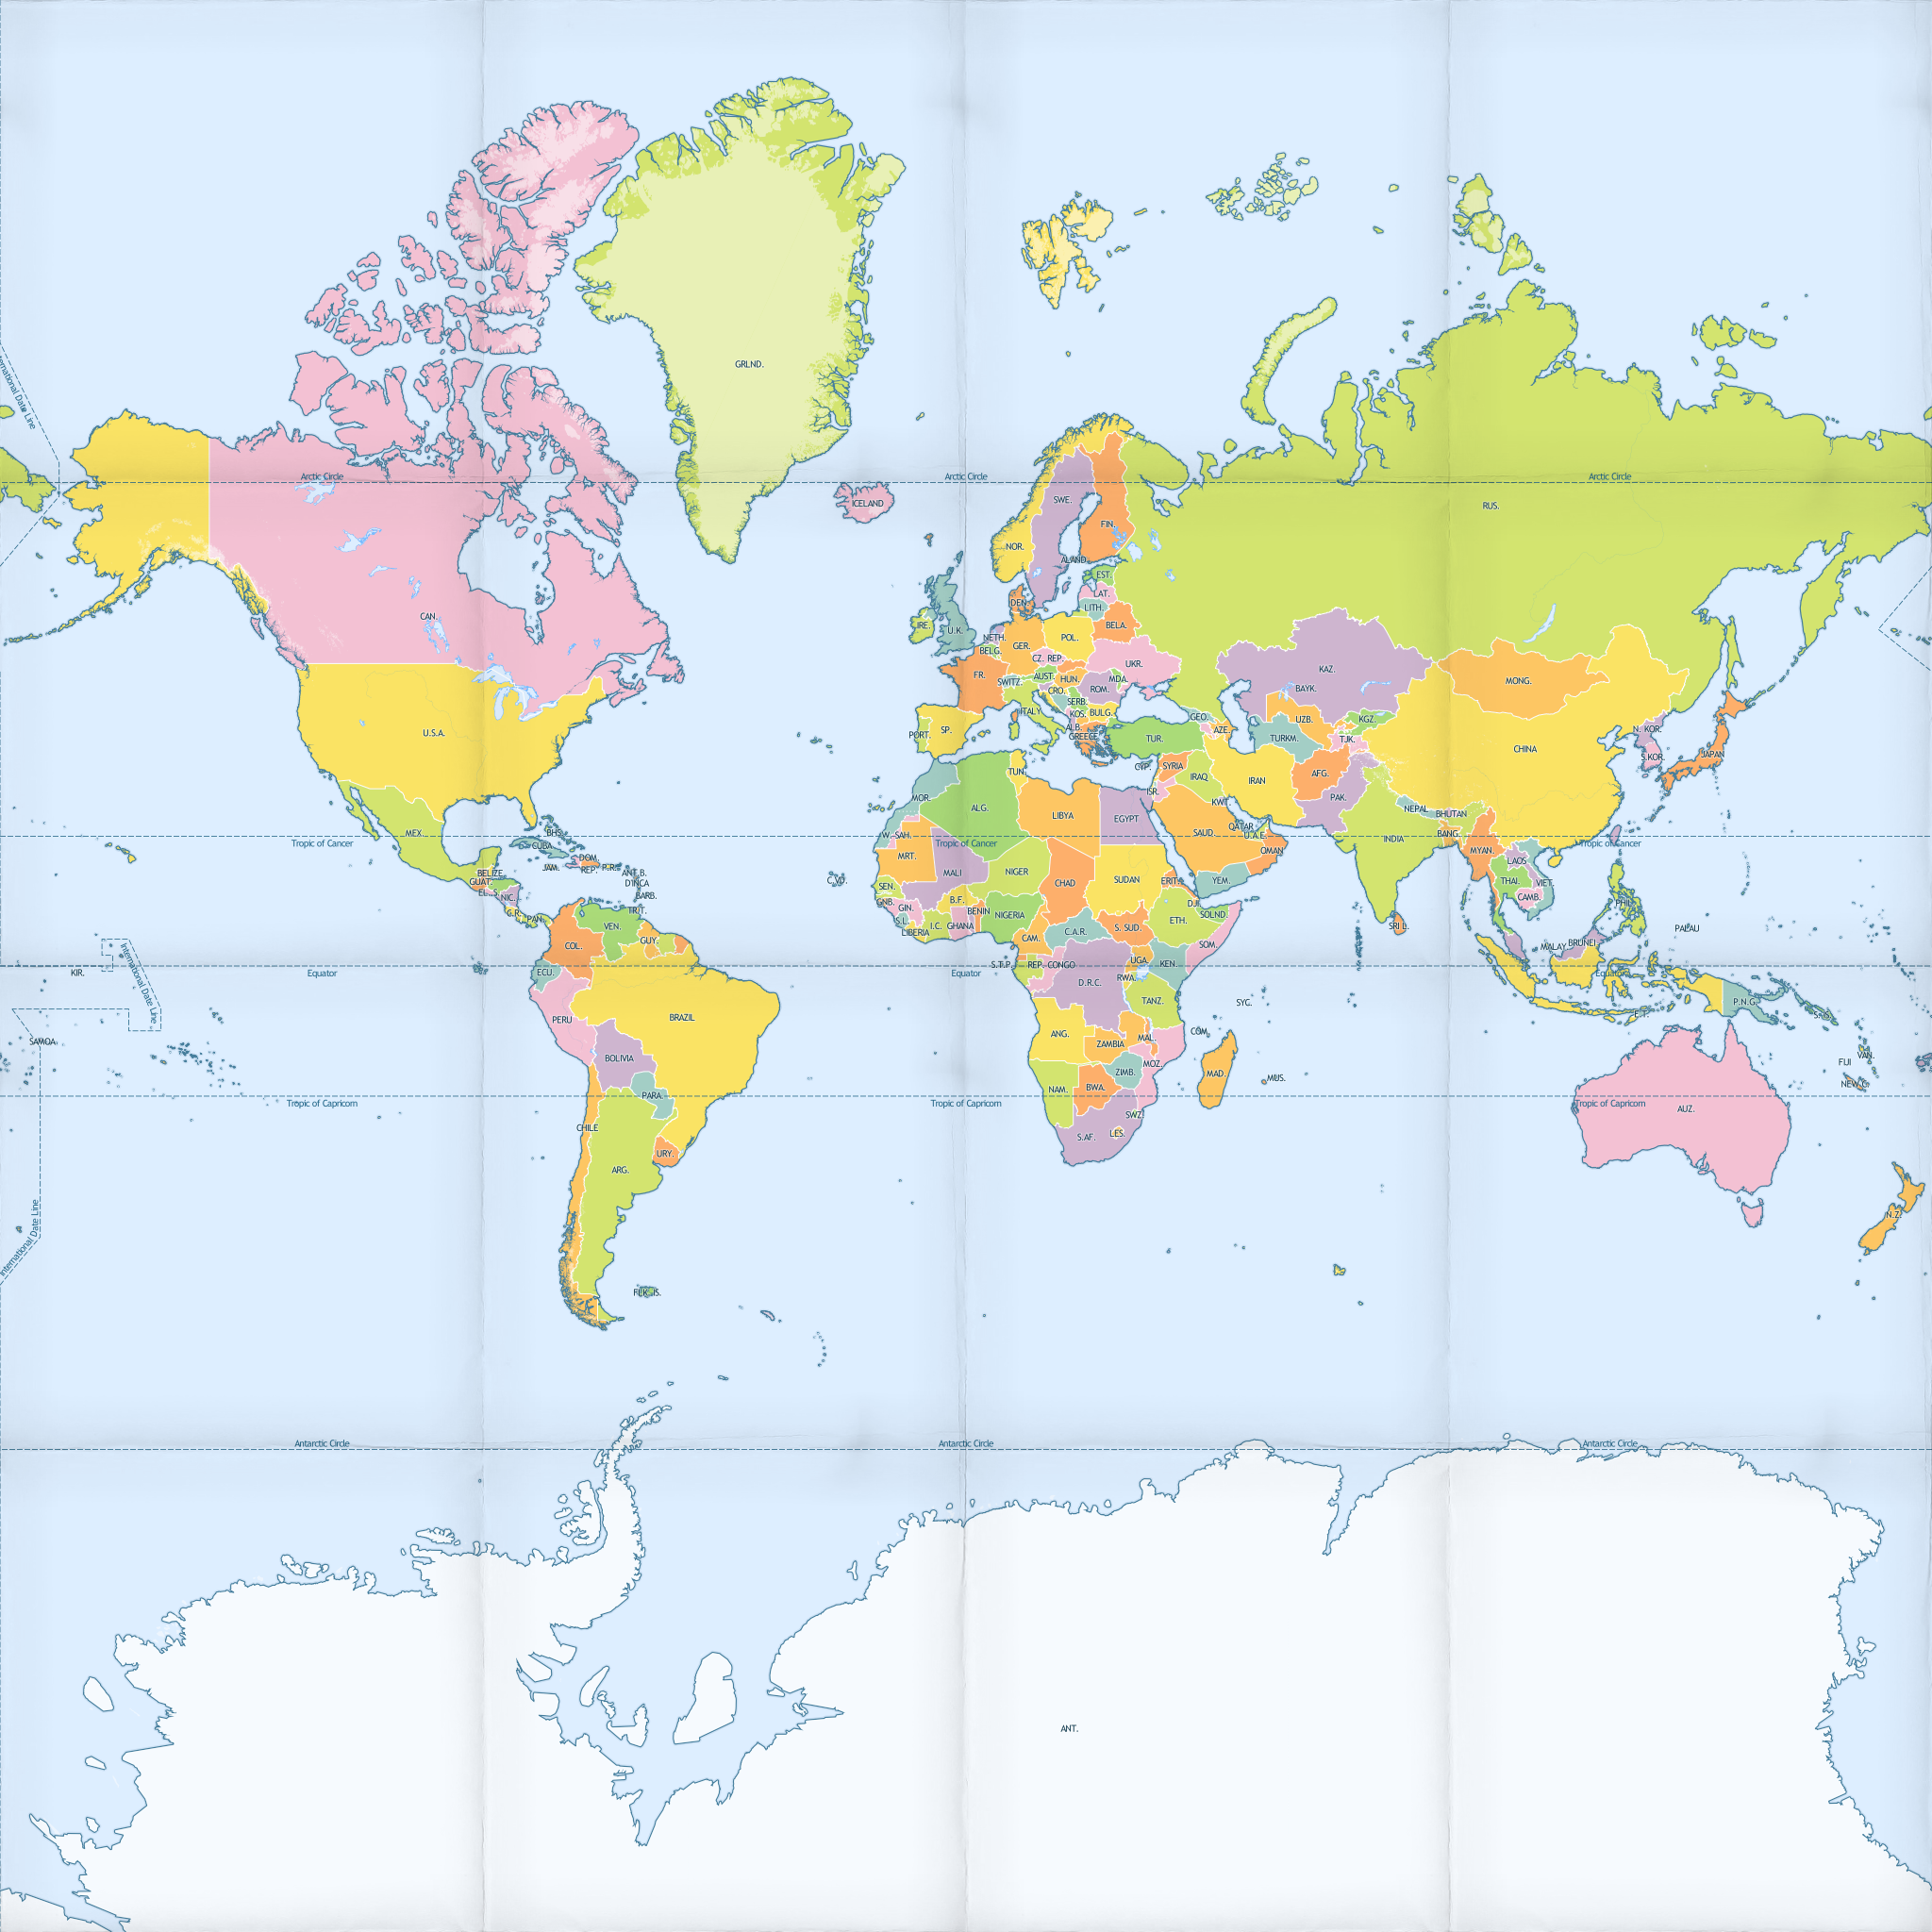 GRLND.
International Date Line
Arctic Circle
Arctic Circle
Arctic Circle
ICELAND
SWE.
RUS.
FIN.
NOR.
ALAND
EST.
LAT.
DEN.
LITH.
CAN.
IRE.
U.K.
BELA.
NETH.
POL.
BELG.
GER.
CZ. REP.
UKR.
KAZ.
FR.
SWITZ.
AUST.
HUN.
MDA.
MONG.
CRO.
ROM.
BAYK.
SERB.
ITALY
KOS.
BULG.
GEO.
UZB.
KGZ.
U.S.A.
PORT.
SP.
ALB.
GREECE
TUR.
AZE.
TURKM.
TJK.
CHINA
N. KOR.
S.KOR.
JAPAN
TUN.
CYP.
SYRIA
IRAQ
IRAN
AFG.
ISR.
MOR.
ALG.
LIBYA
EGYPT
KWT.
PAK.
NEPAL
BHUTAN
MEX.
BHS.
W. SAH.
SAUD.
QATAR
U.A.E.
INDIA
BANG.
Tropic of Cancer
Tropic of Cancer
Tropic of Cancer
CUBA
JAM.
DOM.
REP.
P.R.
MRT.
OMAN
MYAN.
LAOS
BELIZE
GUAT.
EL. S.
NIC.
ANT.B.
D'INCA
BARB.
C.VD.
MALI
NIGER
CHAD
SUDAN
ERIT.
YEM.
THAI.
VIET.
CAMB.
SEN.
GNB.
GIN.
B.F.
BENIN
DJI.
C.R.
PAN.
TR/T.
VEN.
S.L.
LIBERIA
I.C.
GHANA
NIGERIA
SOLND.
ETH.
SRI L.
PHIL.
PALAU
COL.
GUY.
CAM.
C.A.R.
S. SUD.
SOM.
MALAY.
BRUNEI
KIR.
International Date Line
Equator
Equator
Equator
ECU.
S.T.P.
REP. CONGO
UGA.
KEN.
D.R.C.
RWA.
TANZ.
SYG.
P.N.G.
E.T.
S. O.
PERU
BRAZIL
SAMOA
ANG.
COM.
MAL.
ZAMBIA
BOLIVIA
MOZ.
ZIMB.
MAD.
MUS.
VAN.
FIJI
NEW C.
PARA.
NAM.
BWA.
Tropic of Capricorn
Tropic of Capricorn
Tropic of Capricorn
AUZ.
SWZ.
CHILE
S.AF.
LES.
URY.
ARG.
N.Z.
International Date Line
FLK. IS.
Antarctic Circle
Antarctic Circle
Antarctic Circle
ANT.